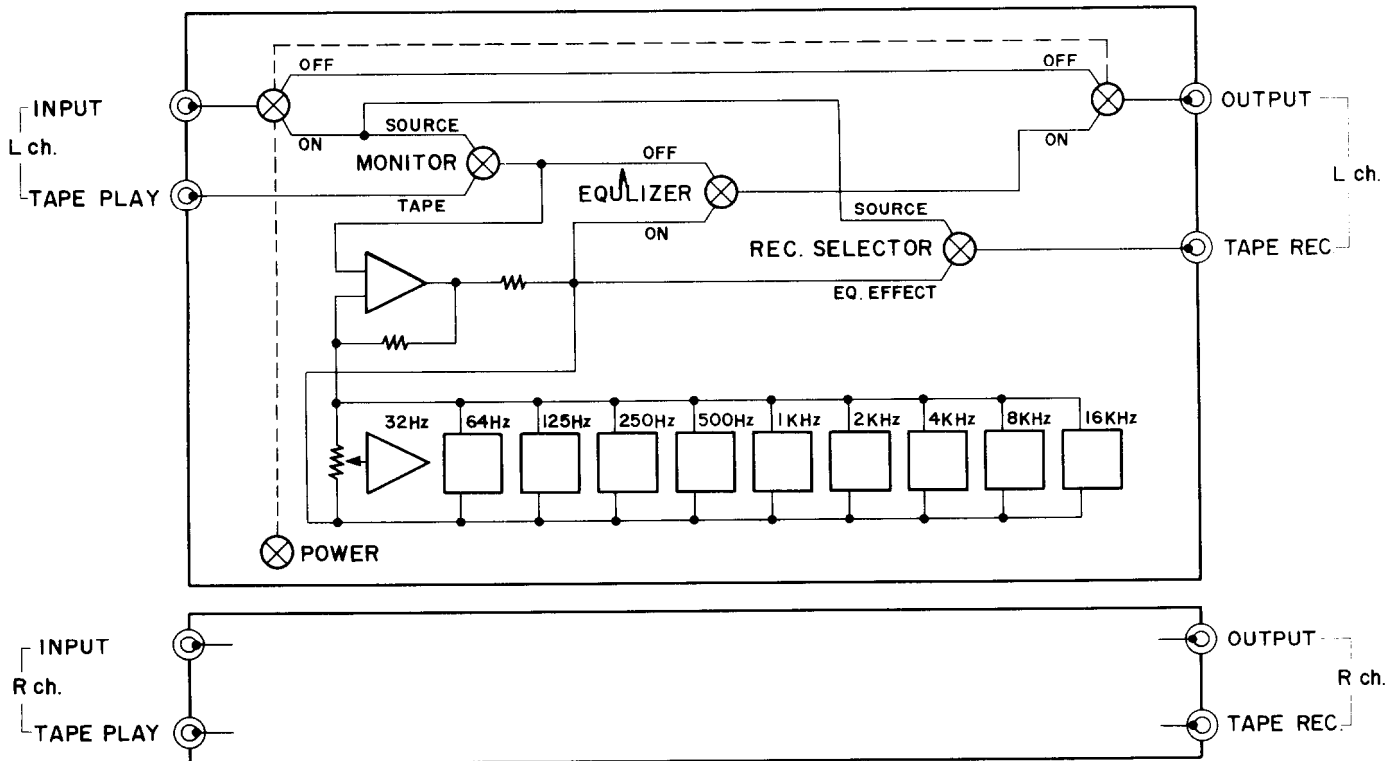 OFF
OFF
INPUT
OUTPUT
ON
SOURCE
ON
L ch.
MONITOR
OFF
L ch.
TAPE PLAY
TAPE
EQULIZER
SOURCE
ON
REC. SELECTOR
TAPE REC.
EQ. EFFECT
32Hz
64Hz
125Hz
250Hz
500Hz
1KHz
2KHz
4KHz
8KHz
16KHz
POWER
INPUT
OUTPUT
R ch.
R ch.
TAPE PLAY
TAPE REC.